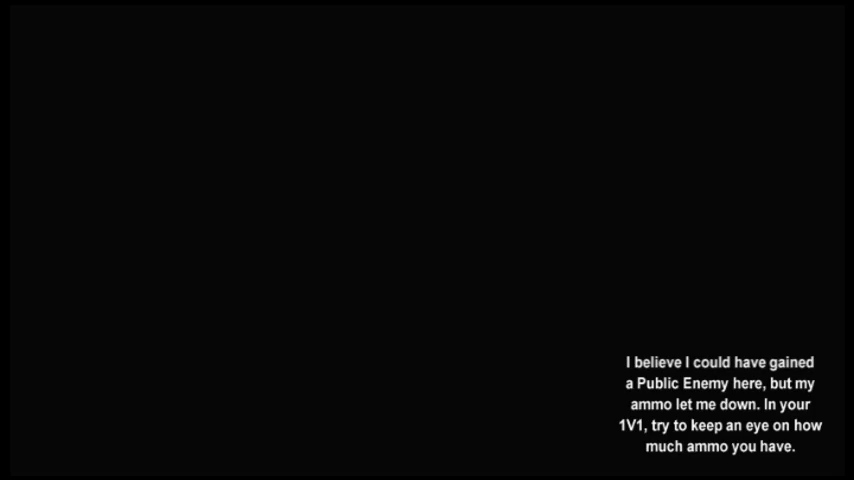 I believe I could have gained
a Public Enemy here, but my
ammo let me down. In your
1V1, try to keep an eye on how
much ammo you have.